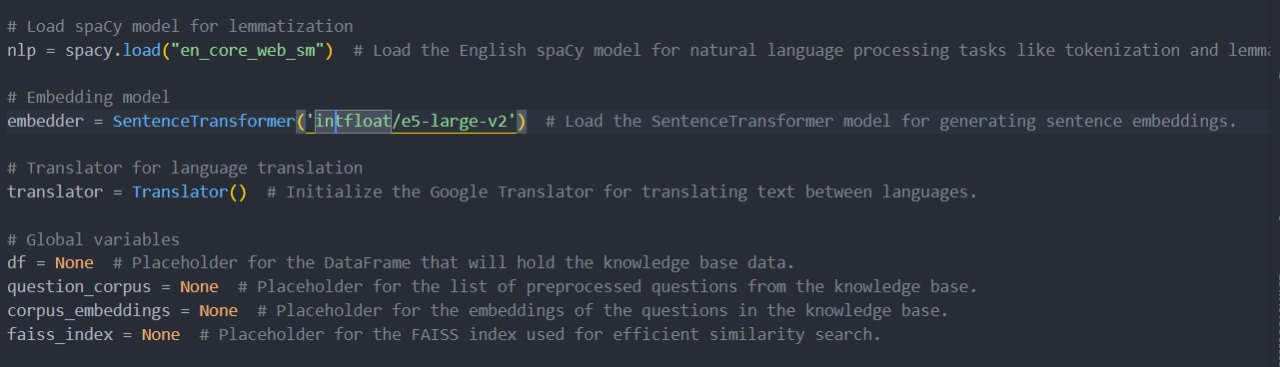 # Load spaCy model for lemmatization
nlp = spacy.load("en_core_web_sm")  # Load the English spaCy model for natural language processing tasks like tokenization and
# Embedding model
embedder = SentenceTransformer('intfloat/e5-large-v2')  # Load the SentenceTransformer model for generating sentence embeddings.
# Translator for language translation
translator = Translator()  # Initialize the Google Translator for translating text between languages.
# Global variables
df = None  # Placeholder for the DataFrame that will hold the knowledge base data.
question_corpus = None  # Placeholder for the list of preprocessed questions from the knowledge base.
corpus_embeddings = None  # Placeholder for the embeddings of the questions in the knowledge base.
faiss_index = None  # Placeholder for the FAISS index used for efficient similarity search.